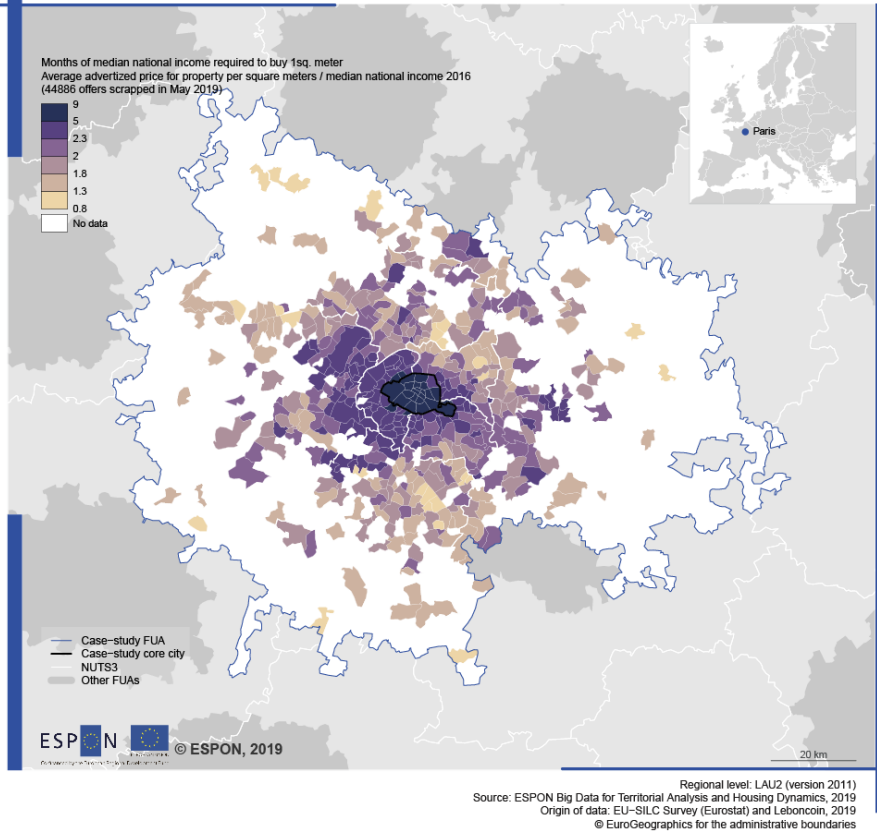 Months of median national income required to buy 1sq. meter
Average advertized price for property per square meters / median national income 2016
(44886 offers scrapped in May 2019)
9
5
2.3
2
1.8
1.3
0.8
No data
Paris
Case−study FUA
Case−study core city
NUTS3
Other FUAs
ESPON
© ESPON, 2019
20 km
Regional level: LAU2 (version 2011)
Source: ESPON Big Data for Territorial Analysis and Housing Dynamics, 2019
Origin of data: EU−SILC Survey (Eurostat) and Leboncoin, 2019
© EuroGeographics for the administrative boundaries